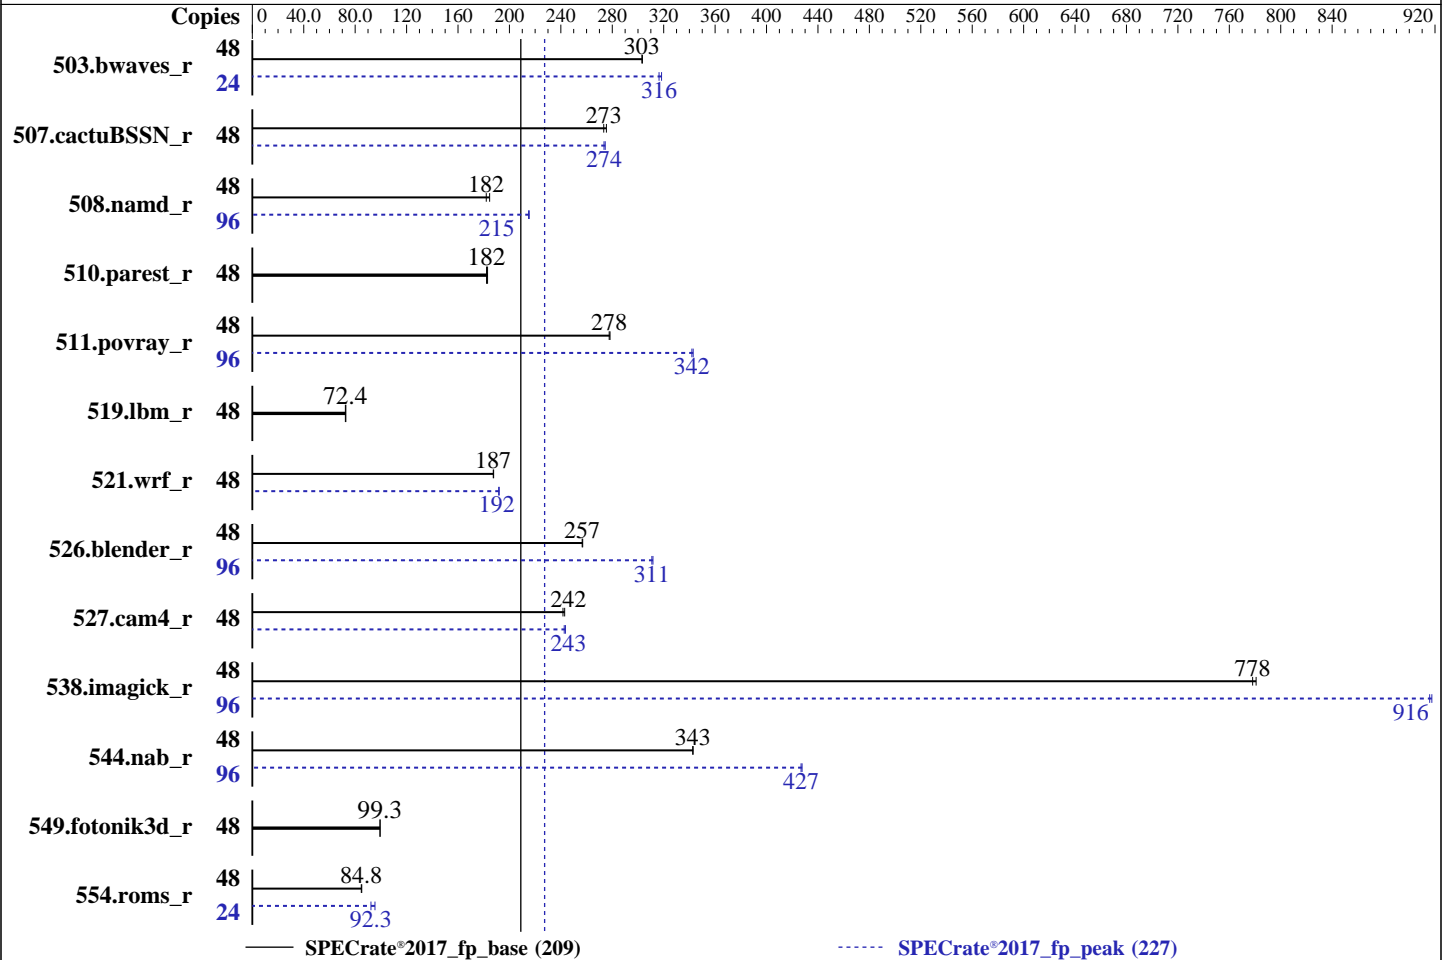 Copies 0 40.0 80.0 120 160 200 240 280 320 360 400 440 480 520 560 600 640 680 720 760 800 840 920
503.bwaves_r 48 303
24 316
507.cactuBSSN_r 48 273
274
508.namd_r 48 182
96 215
510.parest_r 48 182
511.povray_r 48 278
96 342
519.lbm_r 48 72.4
521.wrf_r 48 187
192
526.blender_r 48 257
96 311
527.cam4_r 48 242
243
538.imagick_r 48 778
96 916
544.nab_r 48 343
96 427
549.fotonik3d_r 48 99.3
554.roms_r 48 84.8
24 92.3
SPECrate®2017_fp_base (209) SPECrate®2017_fp_peak (227)